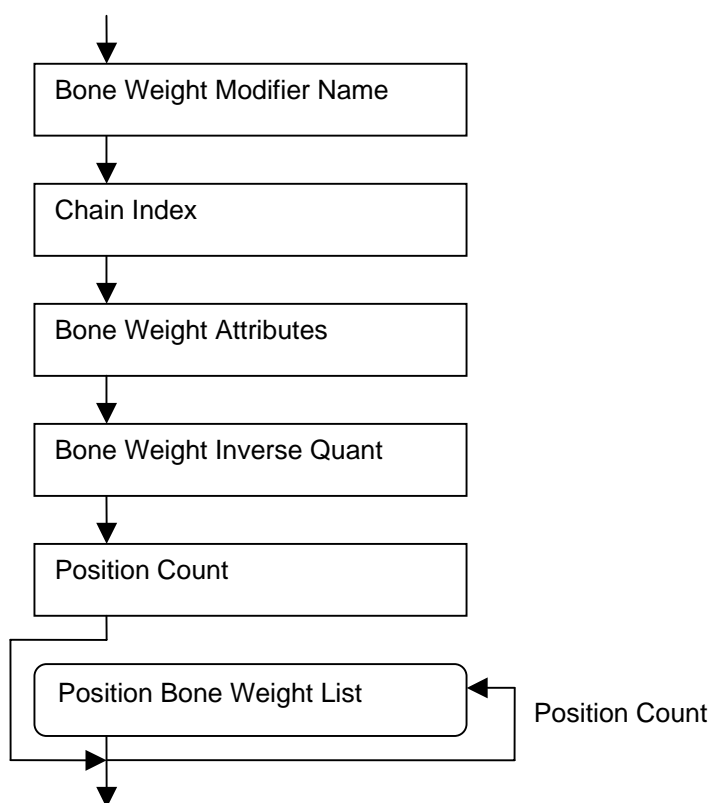 Bone Weight Modifier Name
Chain Index
Bone Weight Attributes
Bone Weight Inverse Quant
Position Count
Position Bone Weight List
Position Count